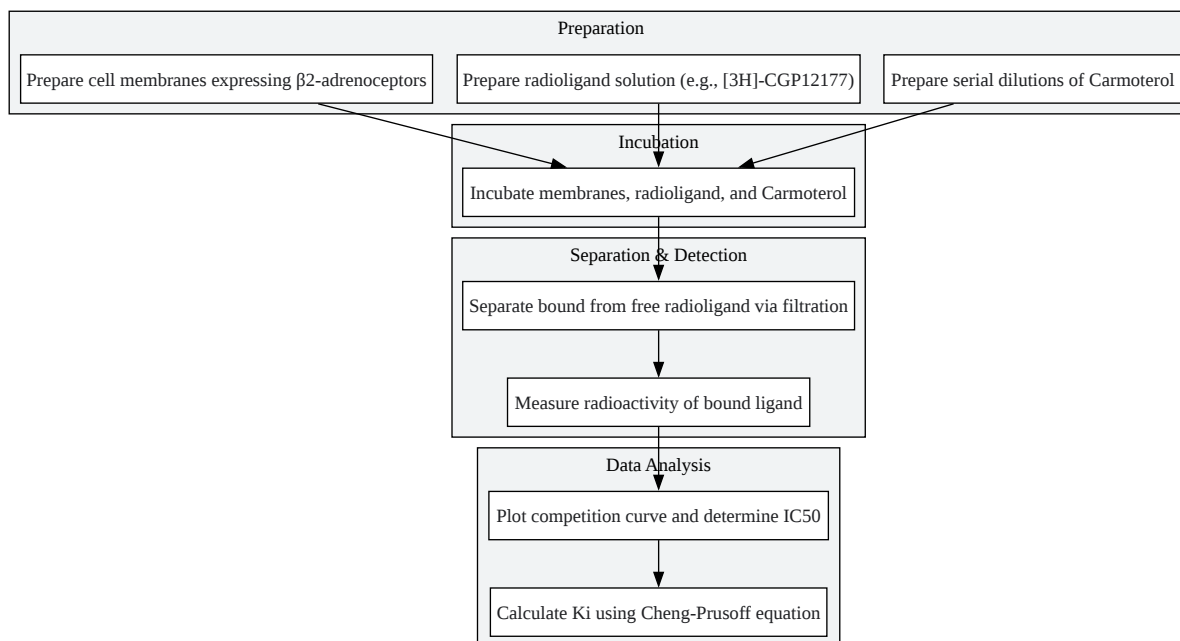 Preparation
Prepare cell membranes expressing β2-adrenoceptors
Prepare radioligand solution (e.g., [3H]-CGP12177)
Prepare serial dilutions of Carmoterol
Incubation
Incubate membranes, radioligand, and Carmoterol
Separation & Detection
Separate bound from free radioligand via filtration
Measure radioactivity of bound ligand
Data Analysis
Plot competition curve and determine IC50
Calculate Ki using Cheng-Prusoff equation